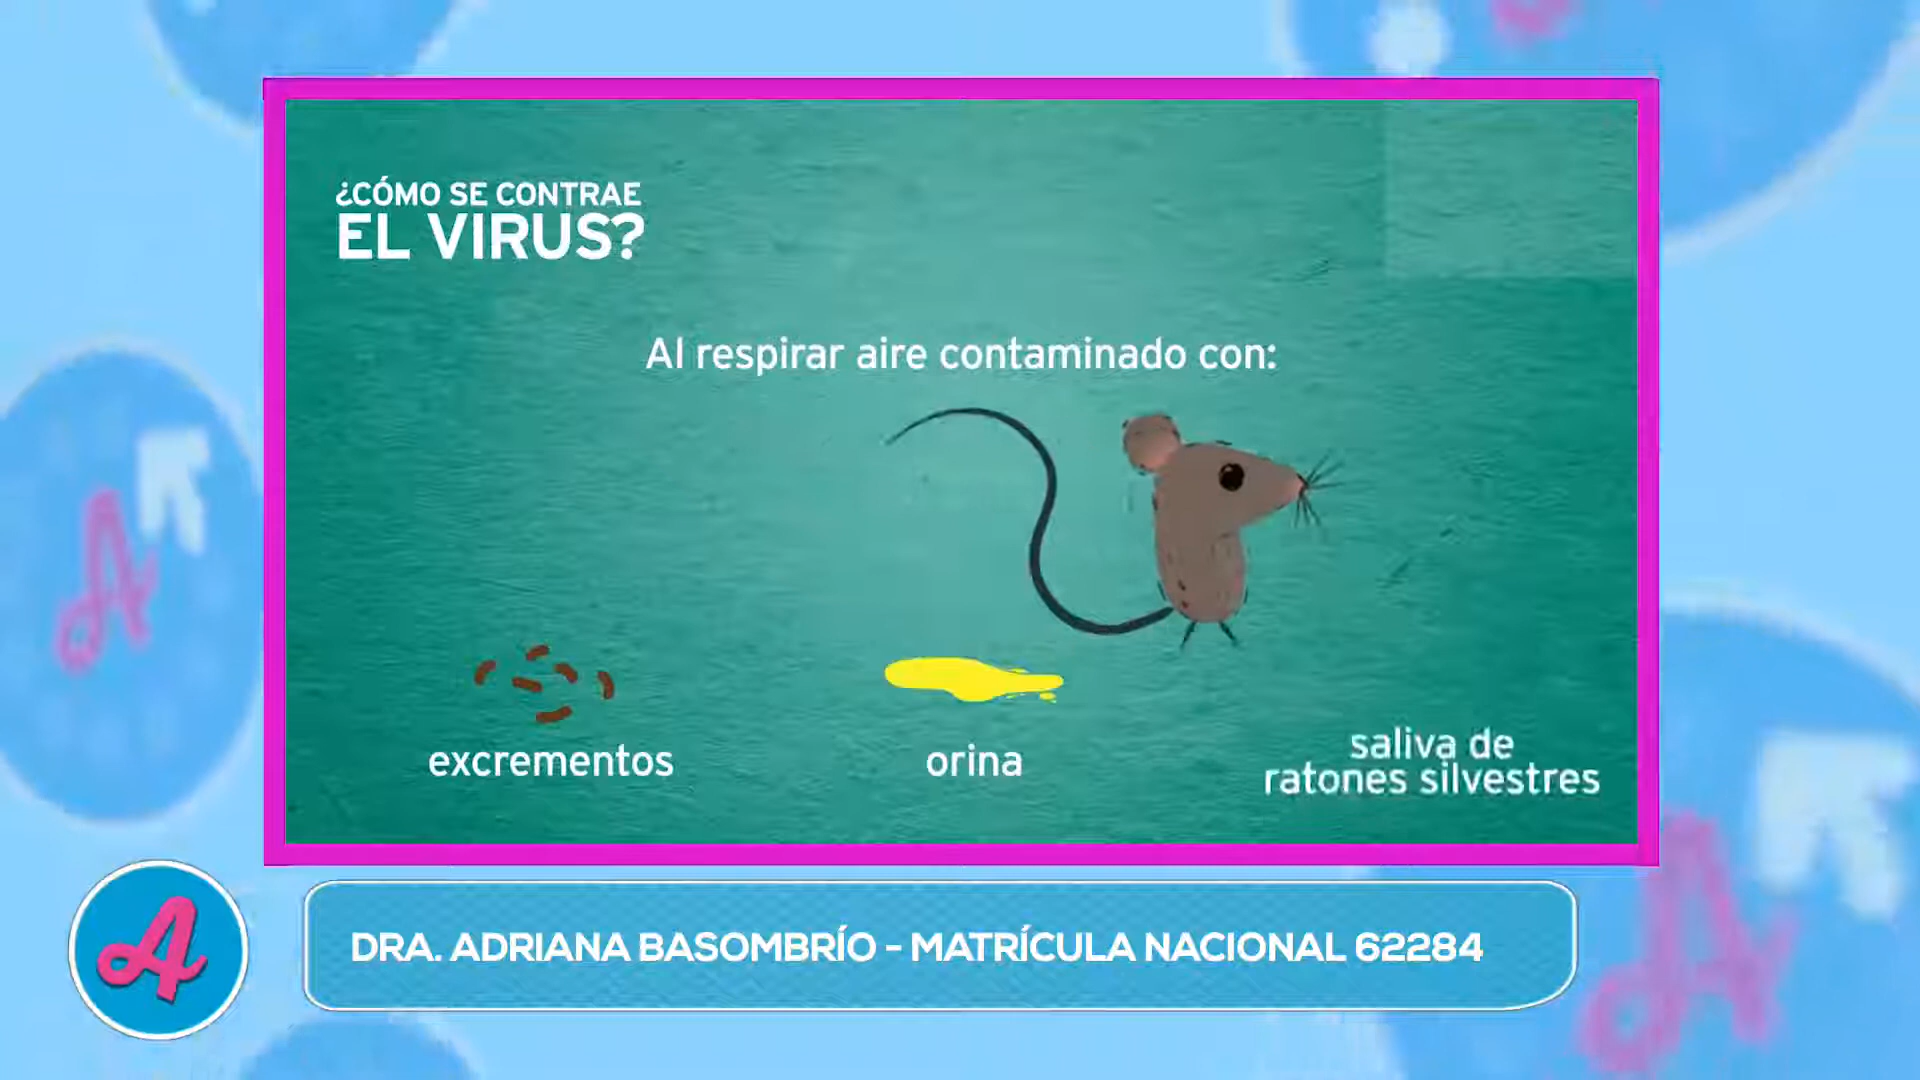 ¿CÓMO SE CONTRAE
EL VIRUS?
Al respirar aire contaminado con:
excrementos
orina
saliva de
ratones silvestres
A
DRA. ADRIANA BASOMBRÍO - MATRÍCULA NACIONAL 62284